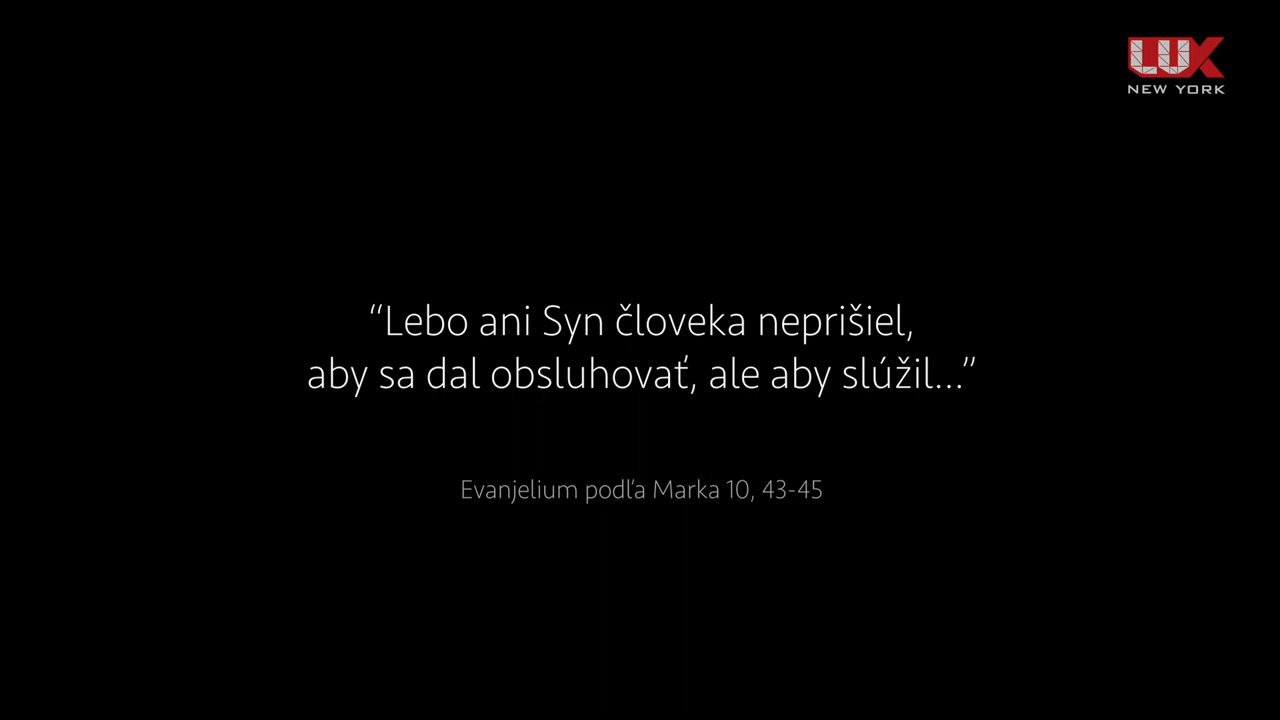 LUX
NEW YORK
“Lebo ani Syn človeka neprišiel,
aby sa dal obsluhovať, ale aby slúžil...”
Evanjelium podľa Marka 10, 43-45